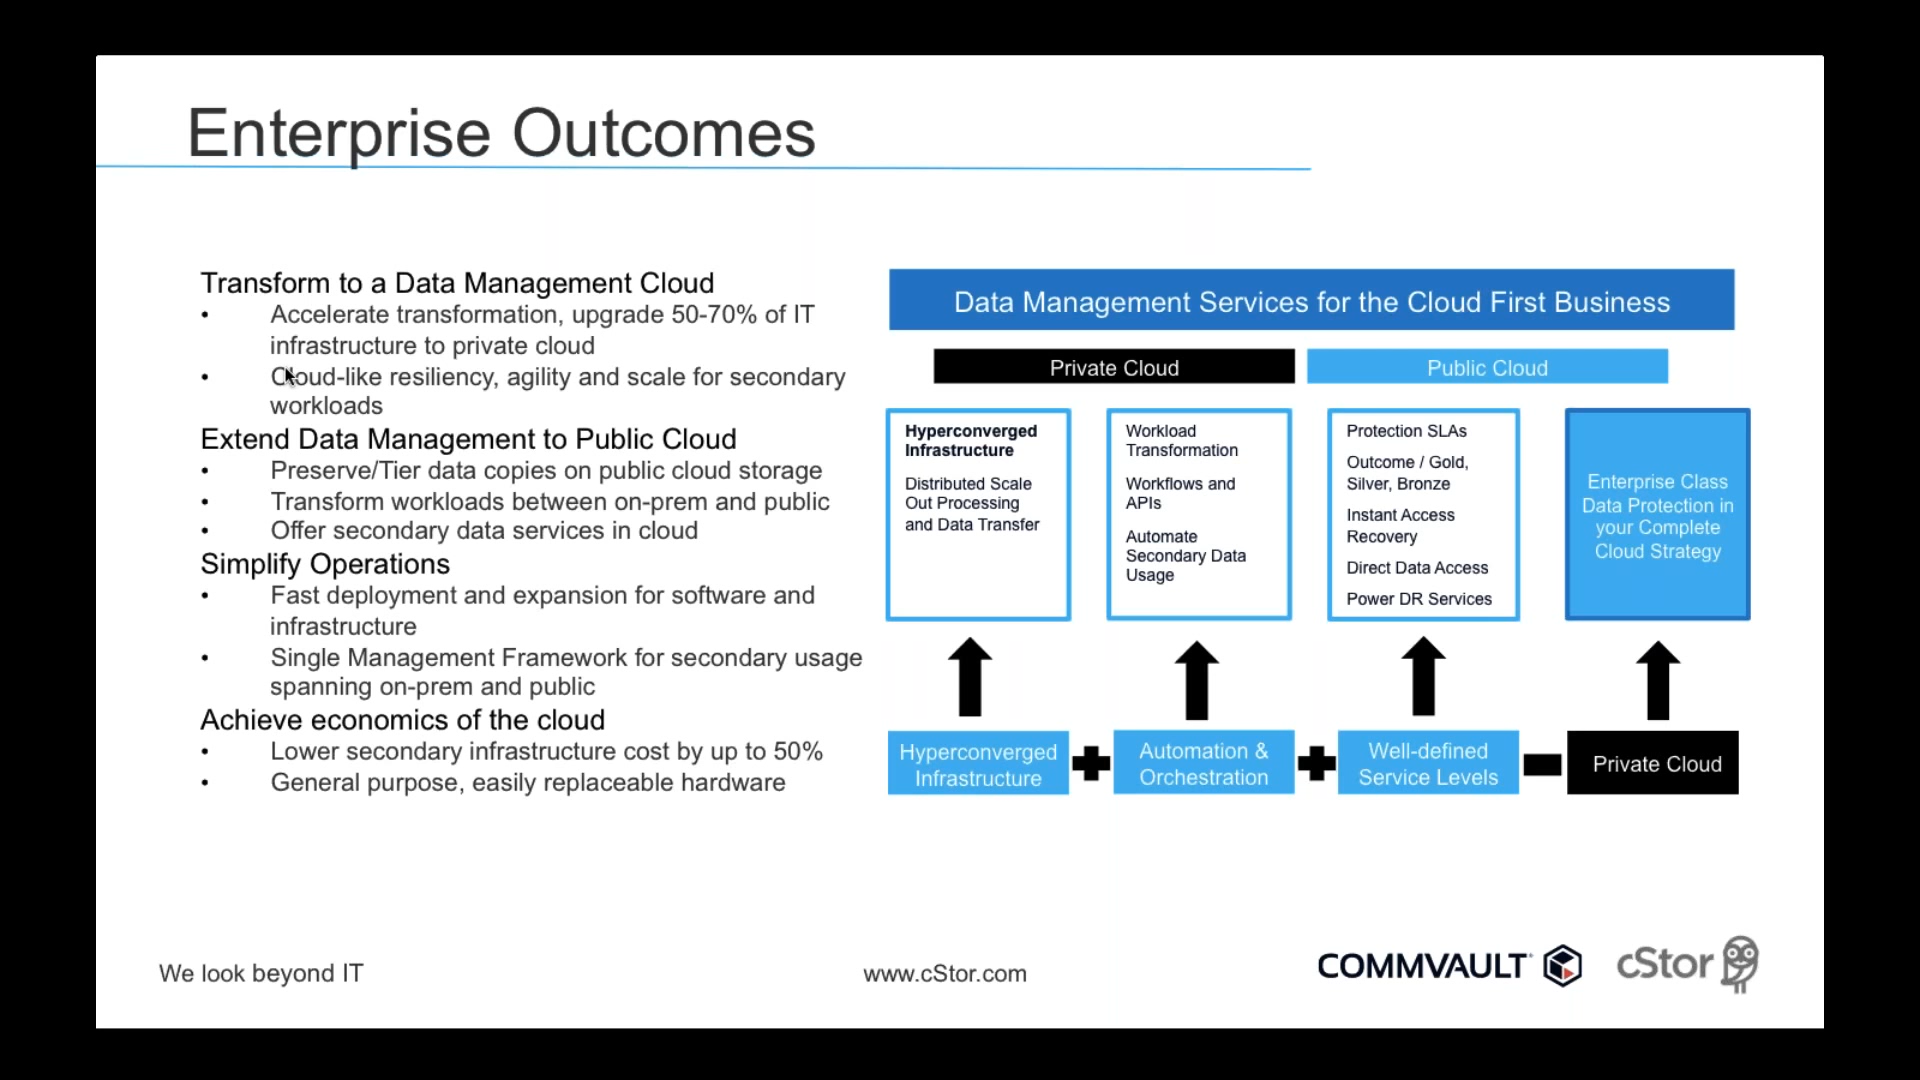 Enterprise Outcomes
Transform to a Data Management Cloud
• Accelerate transformation, upgrade 50-70% of IT
infrastructure to private cloud
• Cloud-like resiliency, agility and scale for secondary
workloads
Extend Data Management to Public Cloud
• Preserve/Tier data copies on public cloud storage
• Transform workloads between on-prem and public
• Offer secondary data services in cloud
Simplify Operations
• Fast deployment and expansion for software and
infrastructure
• Single Management Framework for secondary usage
spanning on-prem and public
Achieve economics of the cloud
• Lower secondary infrastructure cost by up to 50%
• General purpose, easily replaceable hardware
Data Management Services for the Cloud First Business
Private Cloud
Public Cloud
Hyperconverged
Infrastructure
Distributed Scale
Out Processing
and Data Transfer
Workload
Transformation
Workflows and
APIs
Automate
Secondary Data
Usage
Protection SLAs
Outcome / Gold,
Silver, Bronze
Instant Access
Recovery
Direct Data Access
Power DR Services
Enterprise Class
Data Protection in
your Complete
Cloud Strategy
Hyperconverged
Infrastructure
Automation &
Orchestration
Well-defined
Service Levels
Private Cloud
We look beyond IT
www.cStor.com
COMMVAULT
cStor